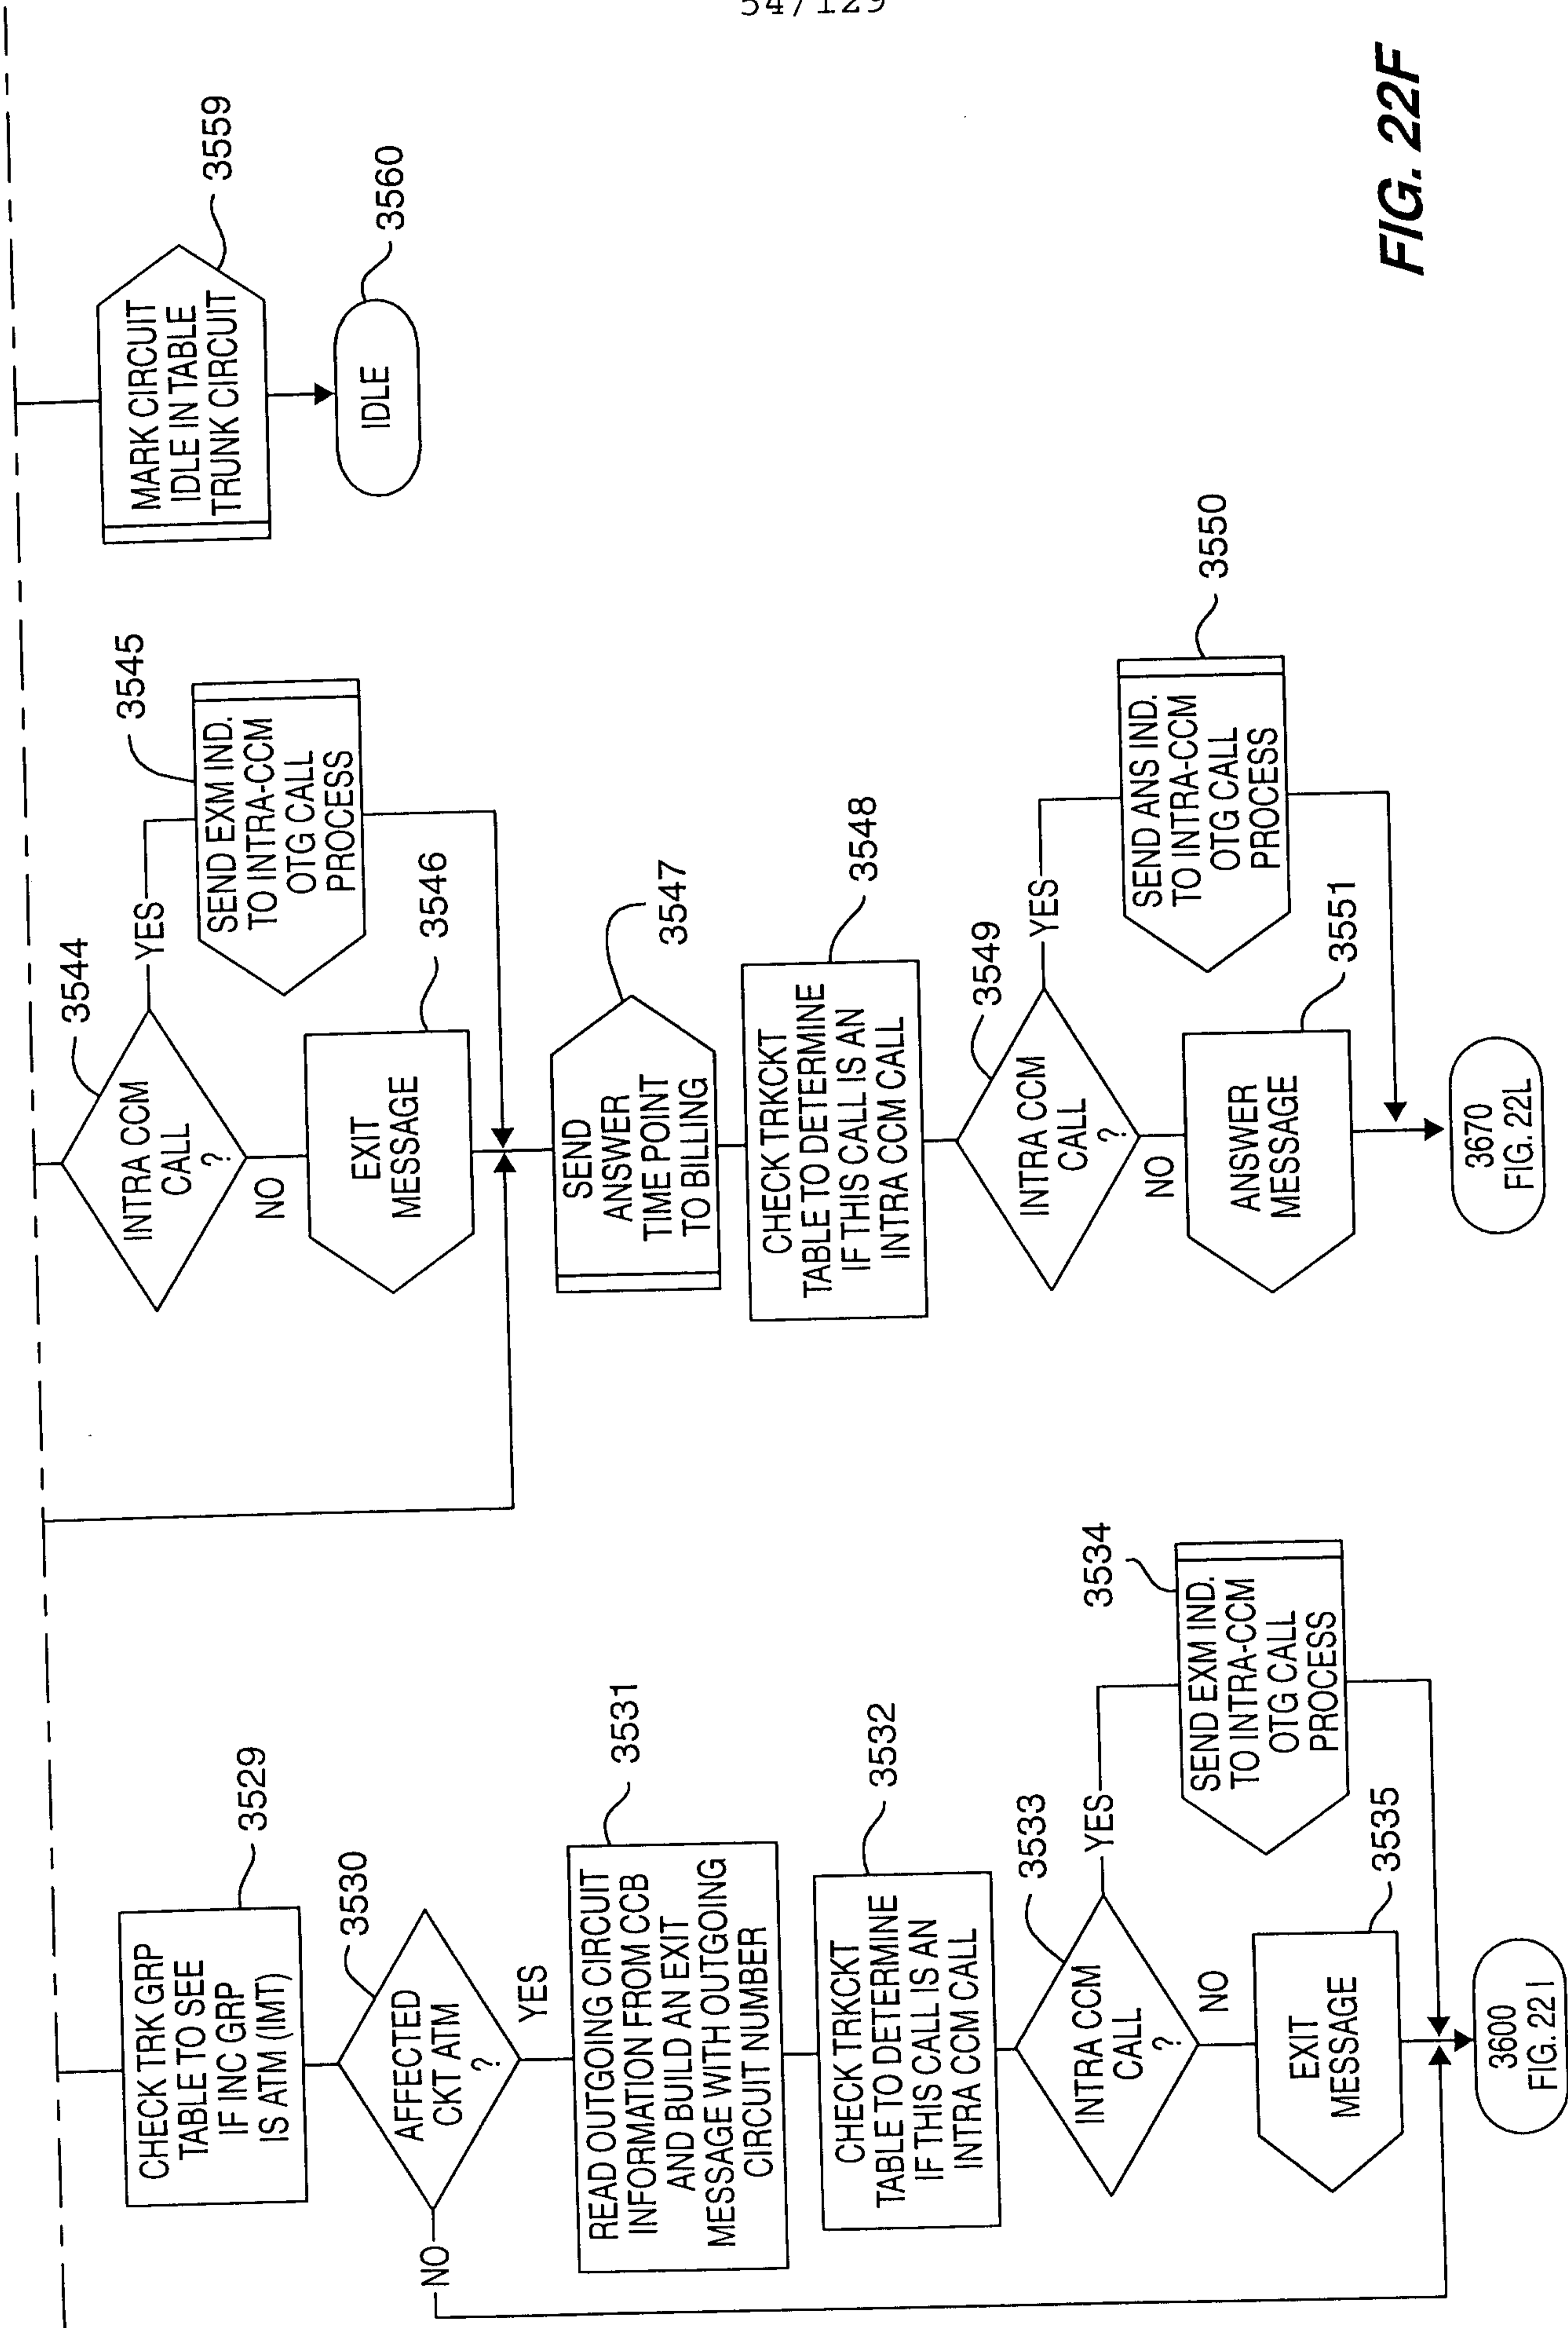 54/129
CHECK TRK GRP
TABLE TO SEE
IF INC GRP
IS ATM (IMT)
3529
AFFECTED
CKT ATM
?
3530
NO
YES
READ OUTGOING CIRCUIT
INFORMATION FROM CCB
AND BUILD AN EXIT
MESSAGE WITH OUTGOING
CIRCUIT NUMBER
3531
CHECK TRKCKT
TABLE TO DETERMINE
IF THIS CALL IS AN
INTRA CCM CALL
3532
INTRA CCM
CALL
?
3533
YES
NO
SEND EXM IND.
TO INTRA-CCM
OTG CALL
PROCESS
3534
EXIT
MESSAGE
3535
3600
FIG. 22 I
INTRA CCM
CALL
?
3544
YES
NO
SEND EXM IND.
TO INTRA-CCM
OTG CALL
PROCESS
3545
EXIT
MESSAGE
3546
SEND
ANSWER
TIME POINT
TO BILLING
3547
CHECK TRKCKT
TABLE TO DETERMINE
IF THIS CALL IS AN
INTRA CCM CALL
3548
INTRA CCM
CALL
?
3549
YES
NO
SEND ANS IND.
TO INTRA-CCM
OTG CALL
PROCESS
3550
ANSWER
MESSAGE
3551
3670
FIG. 22L
MARK CIRCUIT
IDLE IN TABLE
TRUNK CIRCUIT
3559
IDLE
3560
FIG. 22F